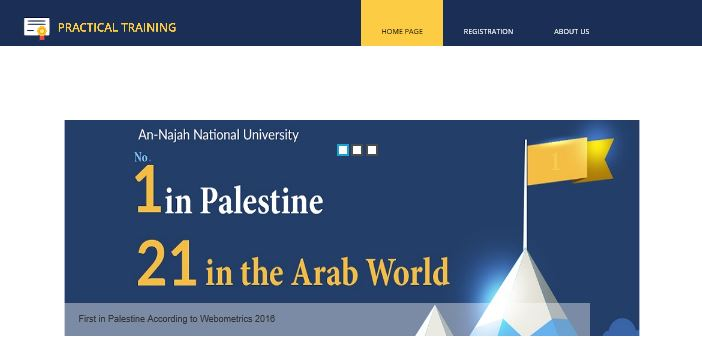 PRACTICAL TRAINING
HOME PAGE
REGISTRATION
ABOUT US
An-Najah National University
No.
1 in Palestine
1
21 in the Arab World
First in Palestine According to Webometrics 2016